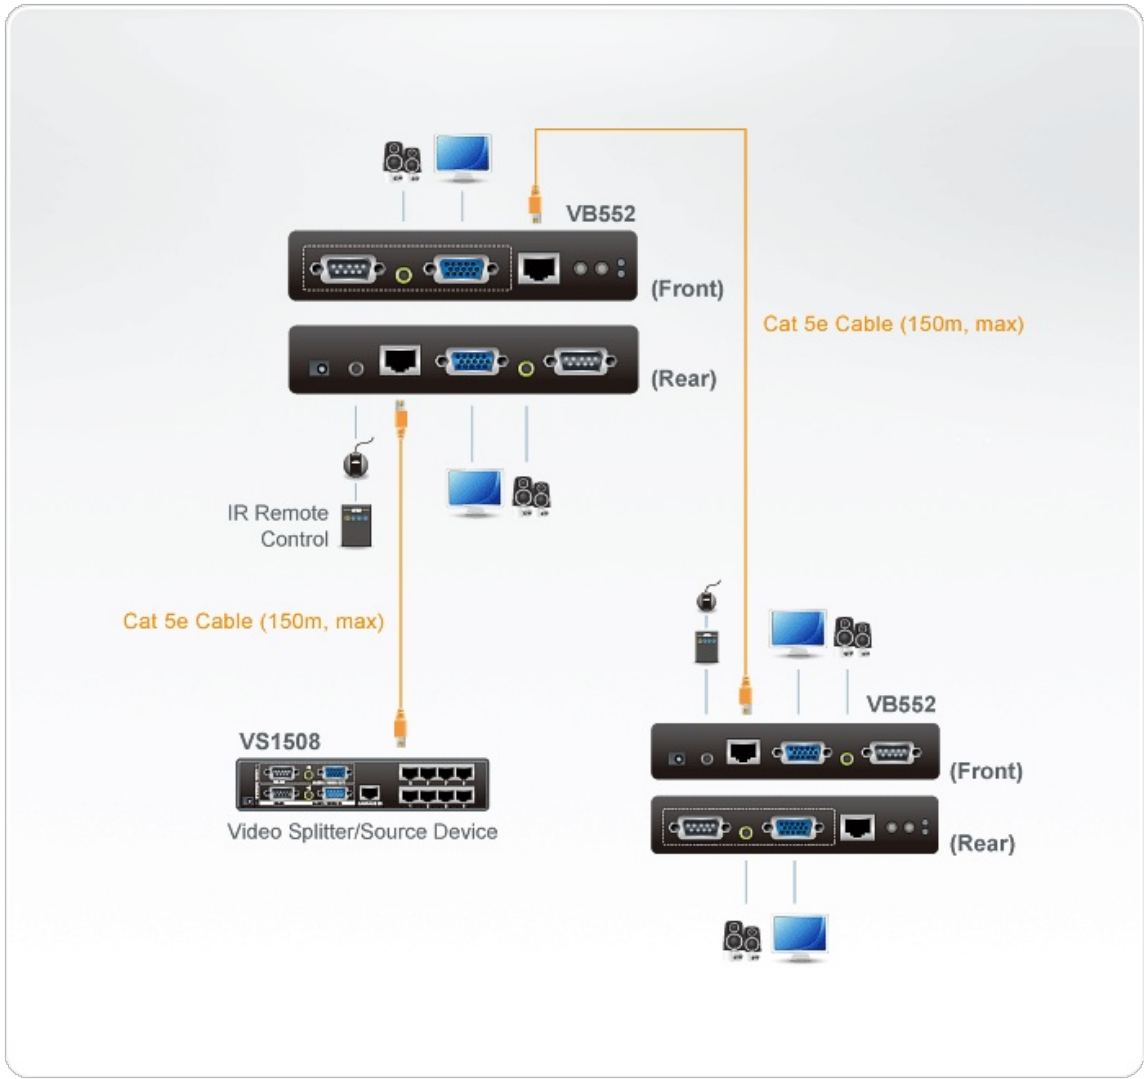 VB552
(Front)
Cat 5e Cable (150m, max)
(Rear)
IR Remote
Control
Cat 5e Cable (150m, max)
VB552
VS1508
(Front)
Video Splitter/Source Device
(Rear)